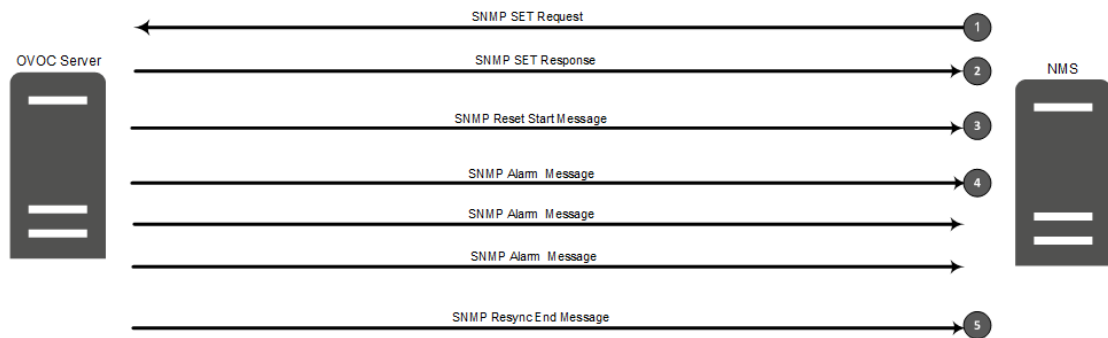 SNMP SET Request
1
OVOC Server
SNMP SET Response
2
NMS
SNMP Reset Start Message
3
SNMP Alarm Message
4
SNMP Alarm Message
SNMP Alarm Message
SNMP Resync End Message
5